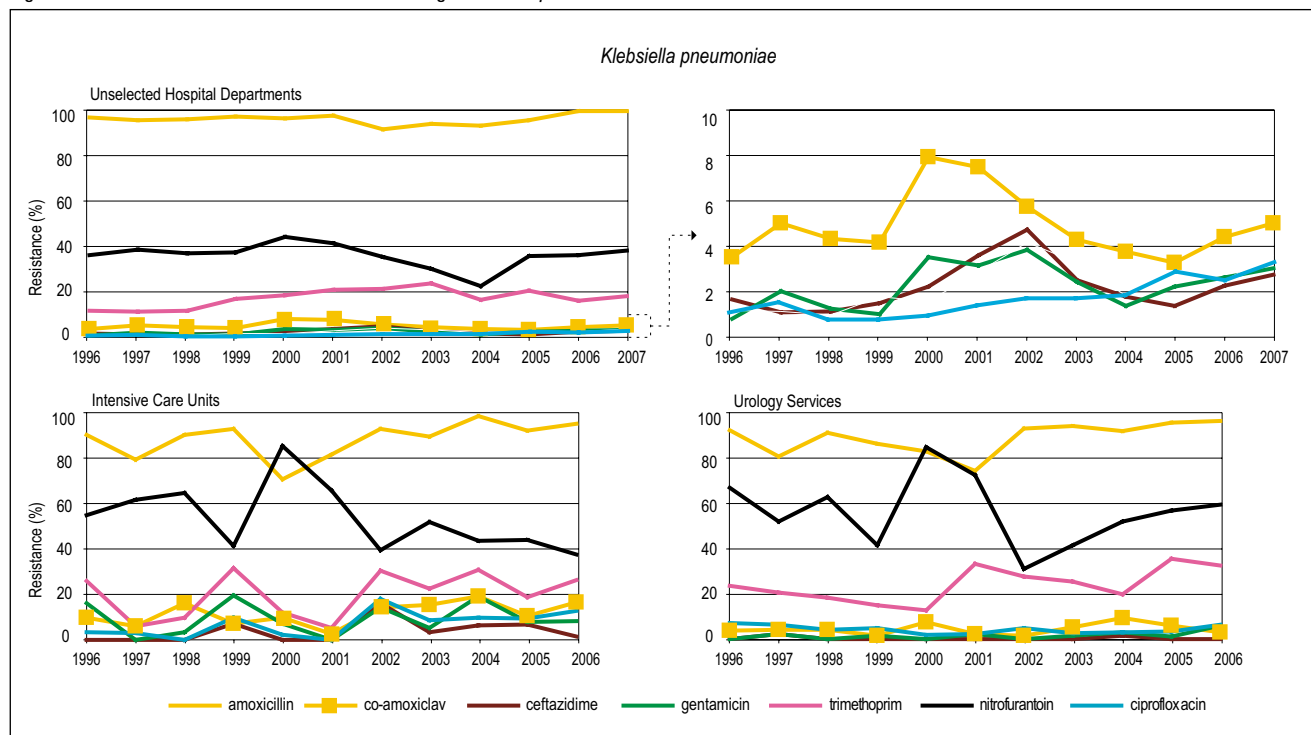 Klebsiella pneumoniae
Unselected Hospital Departments
Resistance (%)
100
80
60
40
20
0
1996 1997 1998 1999 2000 2001 2002 2003 2004 2005 2006 2007
10
8
6
4
2
0
1996 1997 1998 1999 2000 2001 2002 2003 2004 2005 2006 2007
Intensive Care Units
Resistance (%)
100
80
60
40
20
0
1996 1997 1998 1999 2000 2001 2002 2003 2004 2005 2006
Urology Services
100
80
60
40
20
0
1996 1997 1998 1999 2000 2001 2002 2003 2004 2005 2006
amoxicillin co-amoxiclav ceftazidime gentamicin trimethoprim nitrofurantoin ciprofloxacin